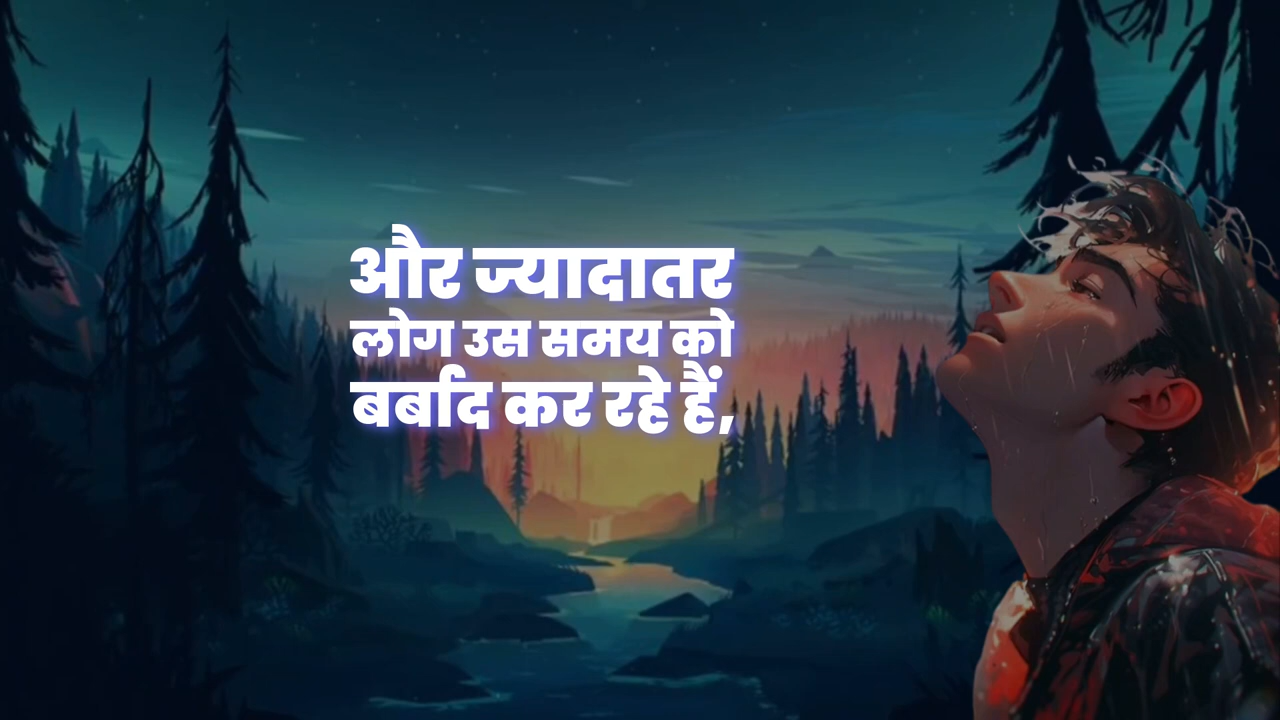 और ज्यादातर
लोग उस समय को
बर्बाद कर रहे हैं,